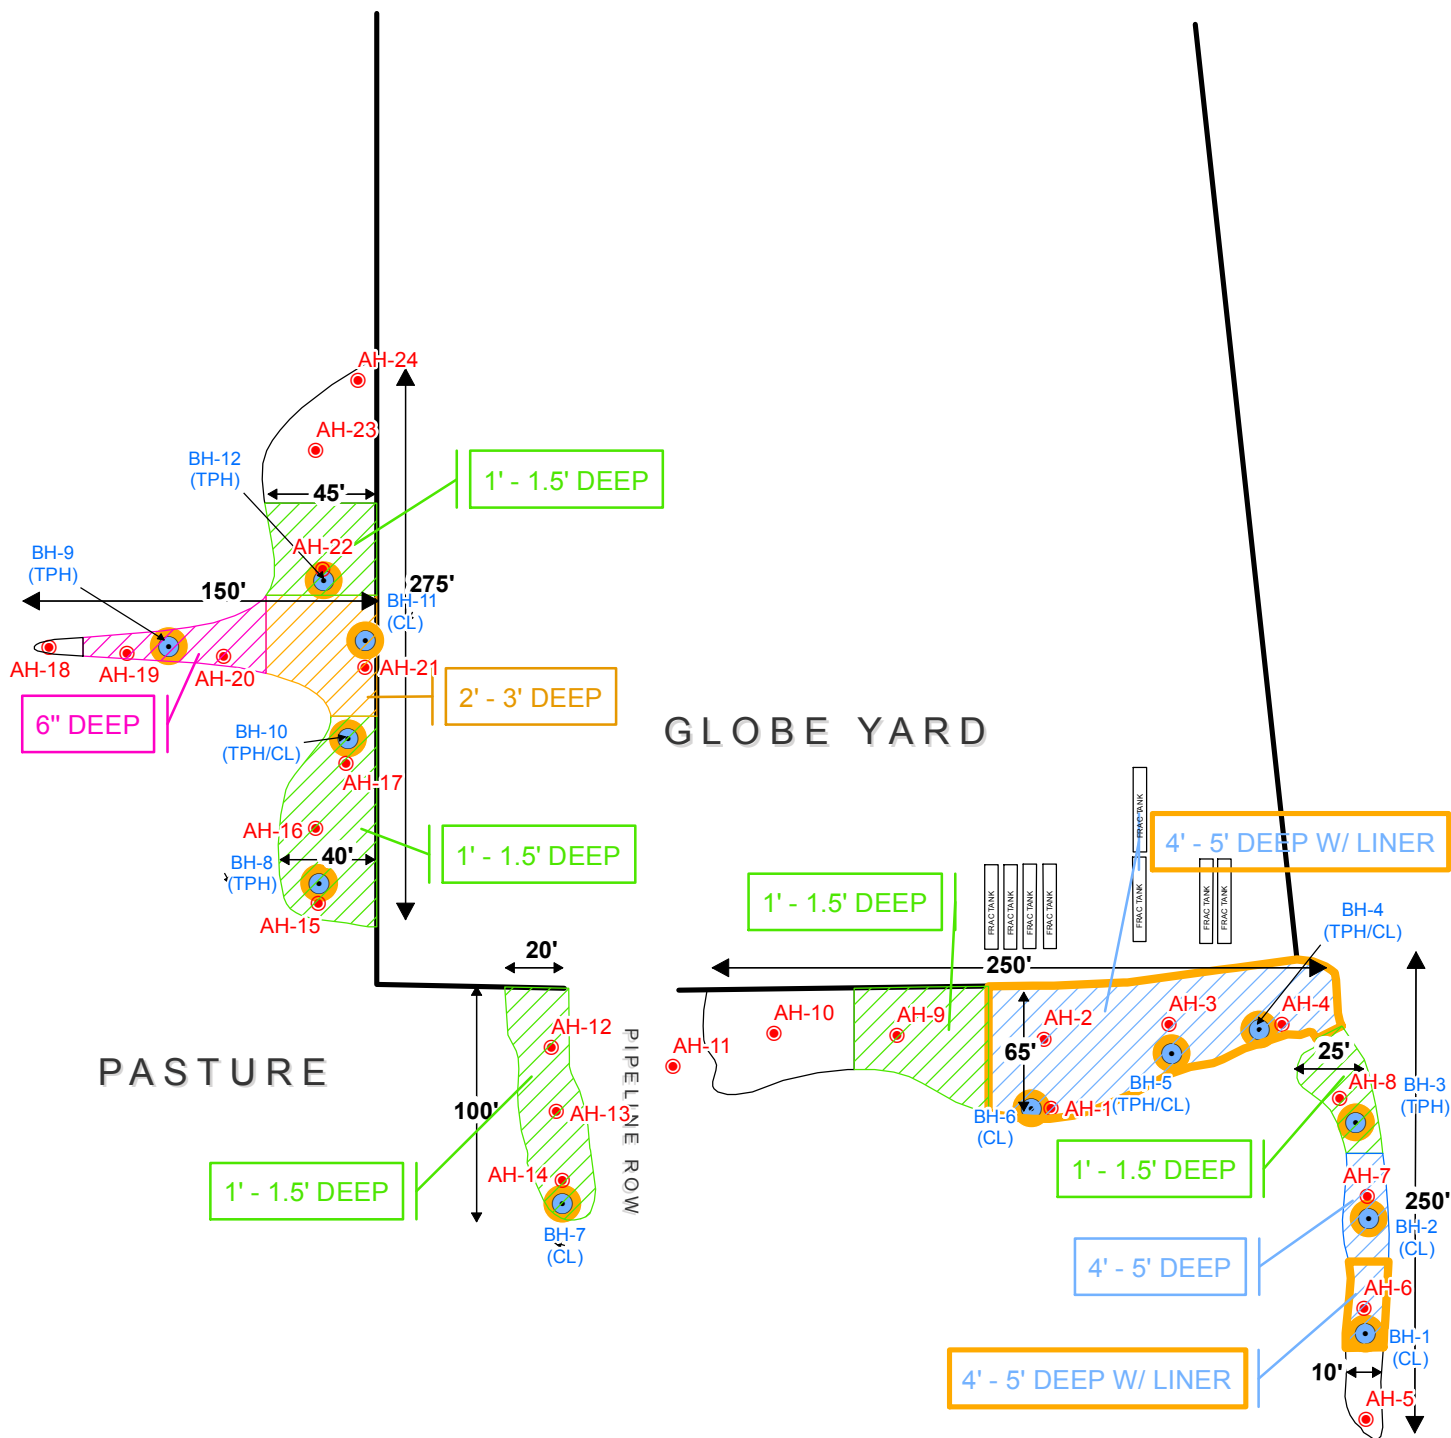 AH-24
AH-23
BH-12
(TPH)
1' - 1.5' DEEP
45'
AH-22
BH-9
(TPH)
150'
275'
BH-11
(CL)
AH-18
AH-19
AH-20
AH-21
6" DEEP
2' - 3' DEEP
BH-10
(TPH/CL)
GLOBE YARD
AH-17
AH-16
40'
1' - 1.5' DEEP
BH-8
(TPH)
AH-15
FRAC TANK
FRAC TANK
FRAC TANK
FRAC TANK
FRAC TANK
FRAC TANK
FRAC TANK
FRAC TANK
4' - 5' DEEP W/ LINER
1' - 1.5' DEEP
BH-4
(TPH/CL)
20'
250'
AH-12
AH-10
AH-9
AH-2
AH-3
AH-4
AH-11
65'
25'
PASTURE
PIPELINE ROW
100'
AH-13
AH-1
BH-5
(TPH/CL)
BH-6
(CL)
AH-8
BH-3
(TPH)
AH-14
1' - 1.5' DEEP
1' - 1.5' DEEP
AH-7
250'
BH-7
(CL)
BH-2
(CL)
4' - 5' DEEP
AH-6
BH-1
(CL)
4' - 5' DEEP W/ LINER
10'
AH-5